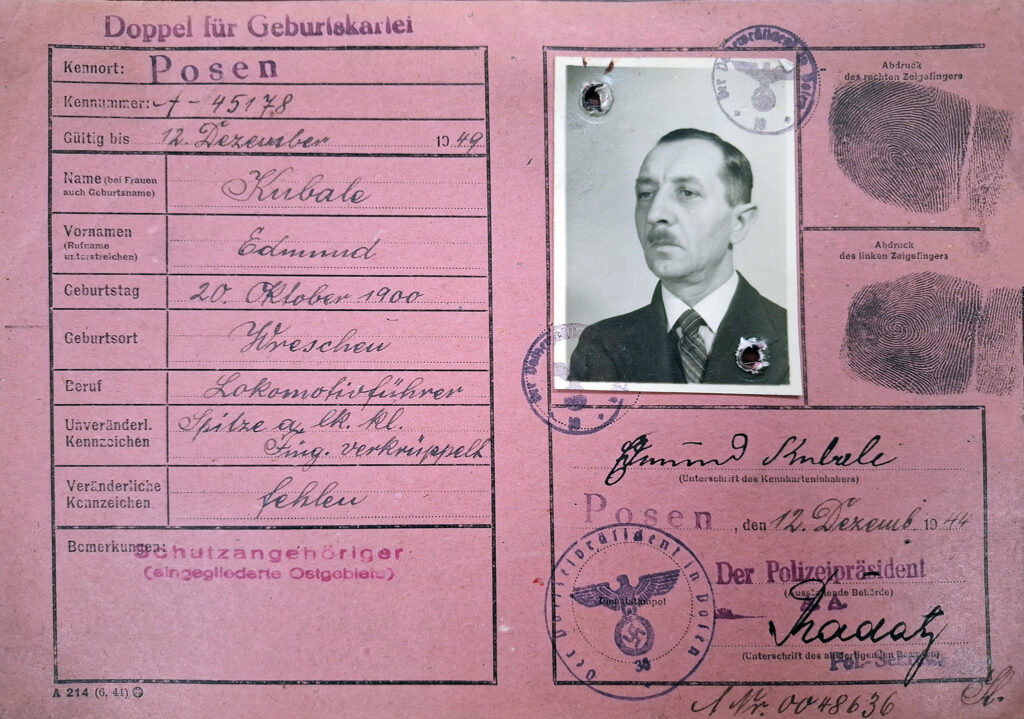 Doppel für Geburtskartei
Kennort: Posen
Kennummer: A - 45178
Gültig bis 12. Dezember 1949
Name (bei Frauen
auch Geburtsname)
Kubale
Vornamen
(Rufname
unterstreichen)
Edmund
Geburtstag 20. Oktober 1900
Geburtsort Wreschen
Beruf Lokomotivführer
Unveränderl.
Kennzeichen
Spitze a. lk. kl.
Fing. verkrüppelt
Veränderliche
Kennzeichen
fehlen
Bemerkungen:
Schutzangehöriger
(eingegliederte Ostgebiete)
A 214 (6. 41)
Abdruck
des rechten Zeigefingers
Abdruck
des linken Zeigefingers
Edmund Kubale
(Unterschrift des Kennkarteninhabers)
Posen, den 12. Dezemb. 1944
Der Polizeipräsident
(Ausstellende Behörde)
I. A.
(Unterschrift des ausfertigenden Beamten)
Pol.-
Der Polizeipräsident in Posen
Dienststempel
36
A Nr. 0048636